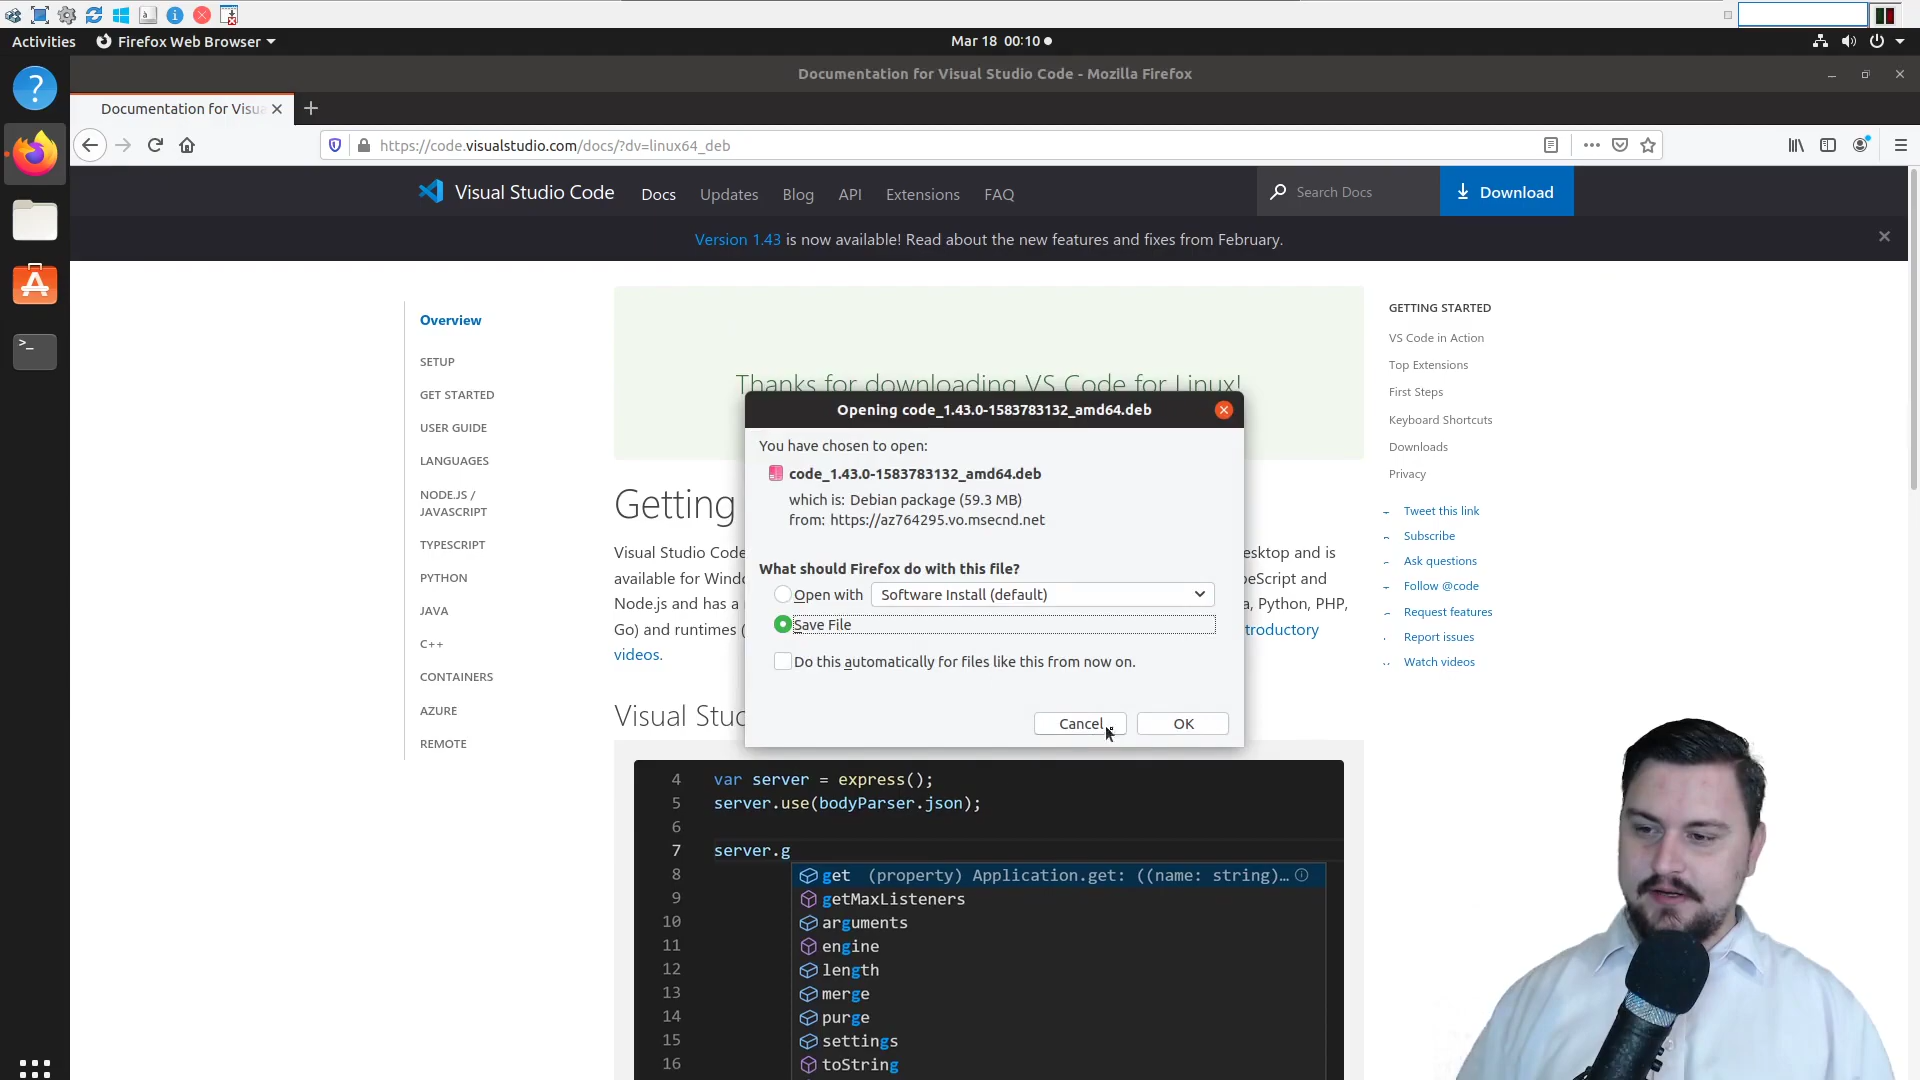 Activities
Firefox Web Browser
Mar 18 00:10
Documentation for Visual Studio Code - Mozilla Firefox
Documentation for Visua
https://code.visualstudio.com/docs/?dv=linux64_deb
Visual Studio Code
Docs
Updates
Blog
API
Extensions
FAQ
Search Docs
Download
Version 1.43 is now available! Read about the new features and fixes from February.
Overview
SETUP
GET STARTED
USER GUIDE
LANGUAGES
NODE.JS /
JAVASCRIPT
TYPESCRIPT
PYTHON
JAVA
C++
CONTAINERS
AZURE
REMOTE
Thanks for downloading VS Code for Linux!
Getting
Visual Studio Code
esktop and is
available for Windo
eScript and
Node.js and has a
a, Python, PHP,
Go) and runtimes (
troductory
videos.
Visual Stud
Opening code_1.43.0-1583783132_amd64.deb
You have chosen to open:
code_1.43.0-1583783132_amd64.deb
which is: Debian package (59.3 MB)
from: https://az764295.vo.msecnd.net
What should Firefox do with this file?
Open with
Software Install (default)
Save File
Do this automatically for files like this from now on.
Cancel
OK
4 var server = express();
5 server.use(bodyParser.json);
6
7 server.g
8 get (property) Application.get: ((name: string)…
9 getMaxListeners
10 arguments
11 engine
12 length
13 merge
14 purge
15 settings
16 toString
GETTING STARTED
VS Code in Action
Top Extensions
First Steps
Keyboard Shortcuts
Downloads
Privacy
Tweet this link
Subscribe
Ask questions
Follow @code
Request features
Report issues
Watch videos